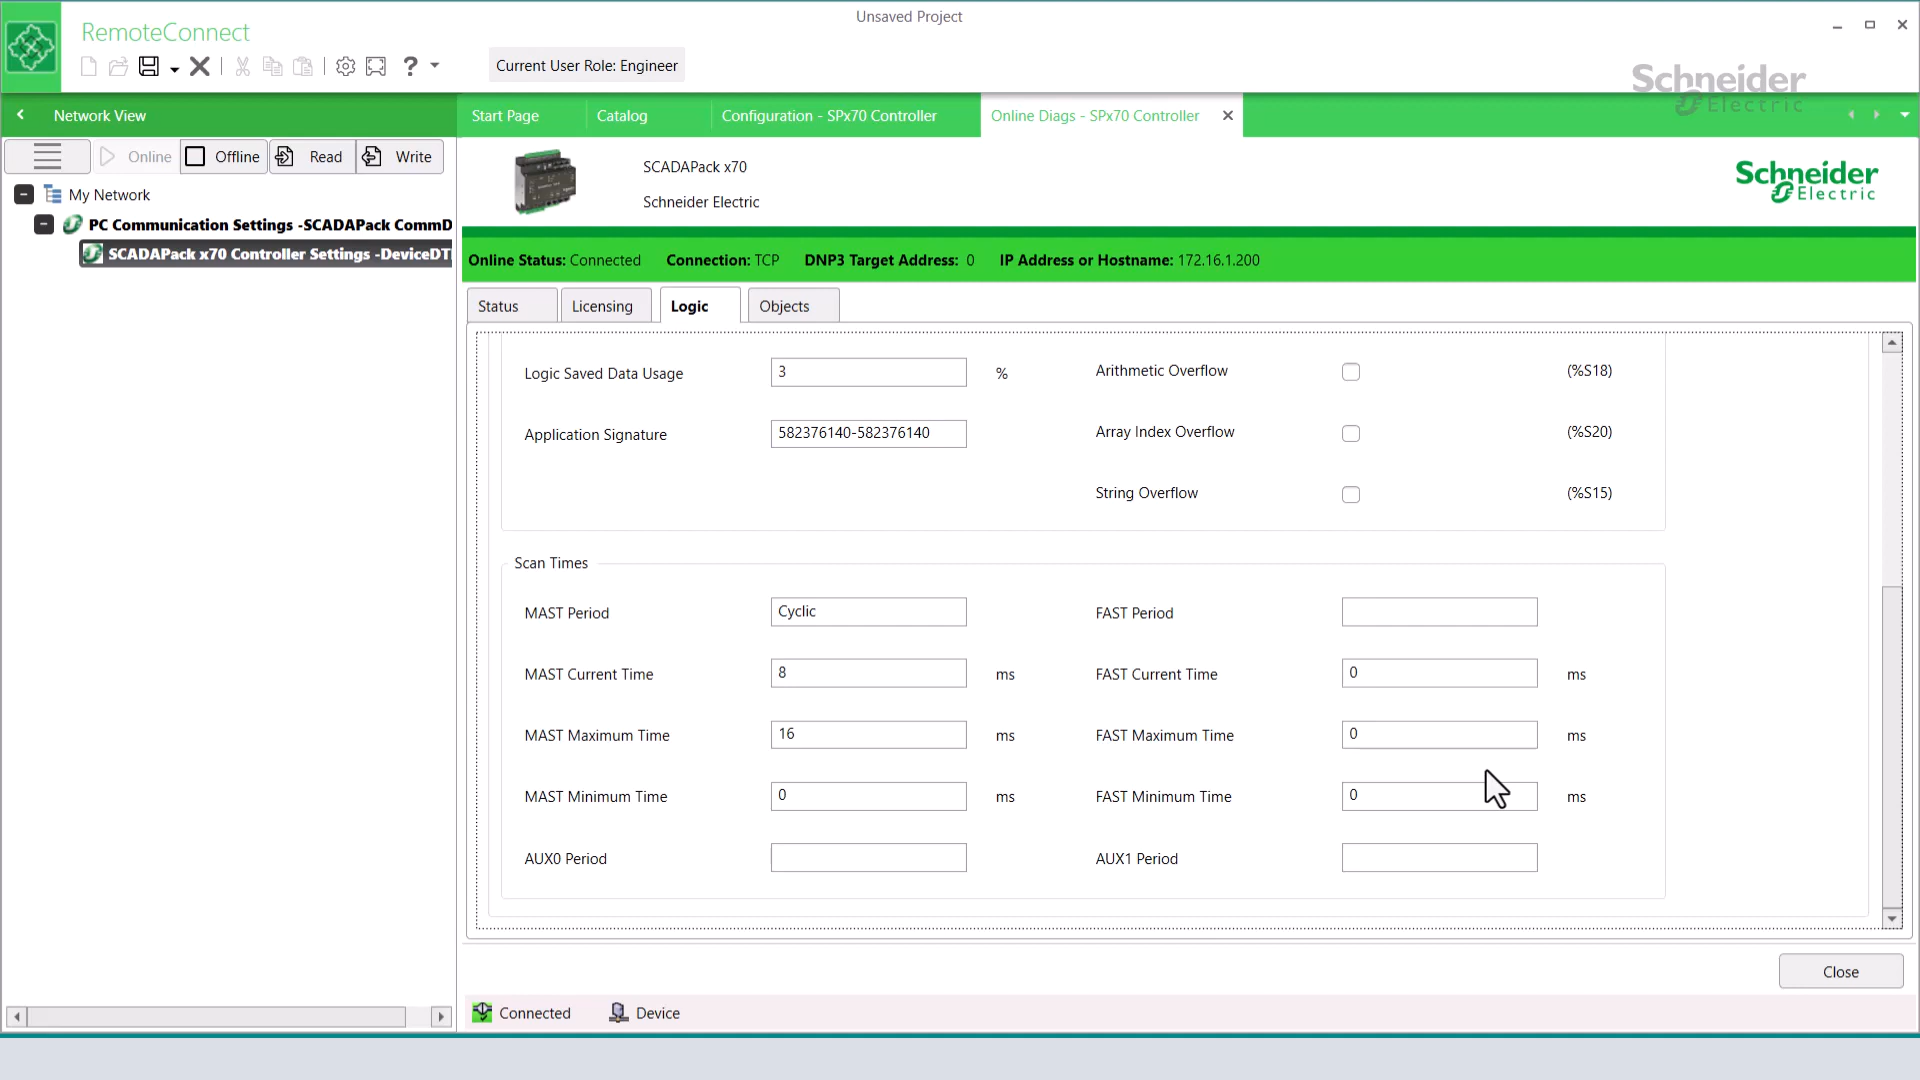 Unsaved Project
RemoteConnect
Current User Role: Engineer
Schneider
Electric
Network View
Start Page
Catalog
Configuration - SPx70 Controller
Online Diags - SPx70 Controller
Online
Offline
Read
Write
My Network
PC Communication Settings -SCADAPack CommD
SCADAPack x70 Controller Settings -DeviceDT
SCADAPack x70
Schneider Electric
Schneider
Electric
Online Status: Connected
Connection: TCP
DNP3 Target Address: 0
IP Address or Hostname: 172.16.1.200
Status
Licensing
Logic
Objects
Logic Saved Data Usage 3 %
Arithmetic Overflow (%S18)
Application Signature 582376140-582376140
Array Index Overflow (%S20)
String Overflow (%S15)
Scan Times
MAST Period Cyclic
FAST Period
MAST Current Time 8 ms
FAST Current Time 0 ms
MAST Maximum Time 16 ms
FAST Maximum Time 0 ms
MAST Minimum Time 0 ms
FAST Minimum Time 0 ms
AUX0 Period
AUX1 Period
Close
Connected
Device